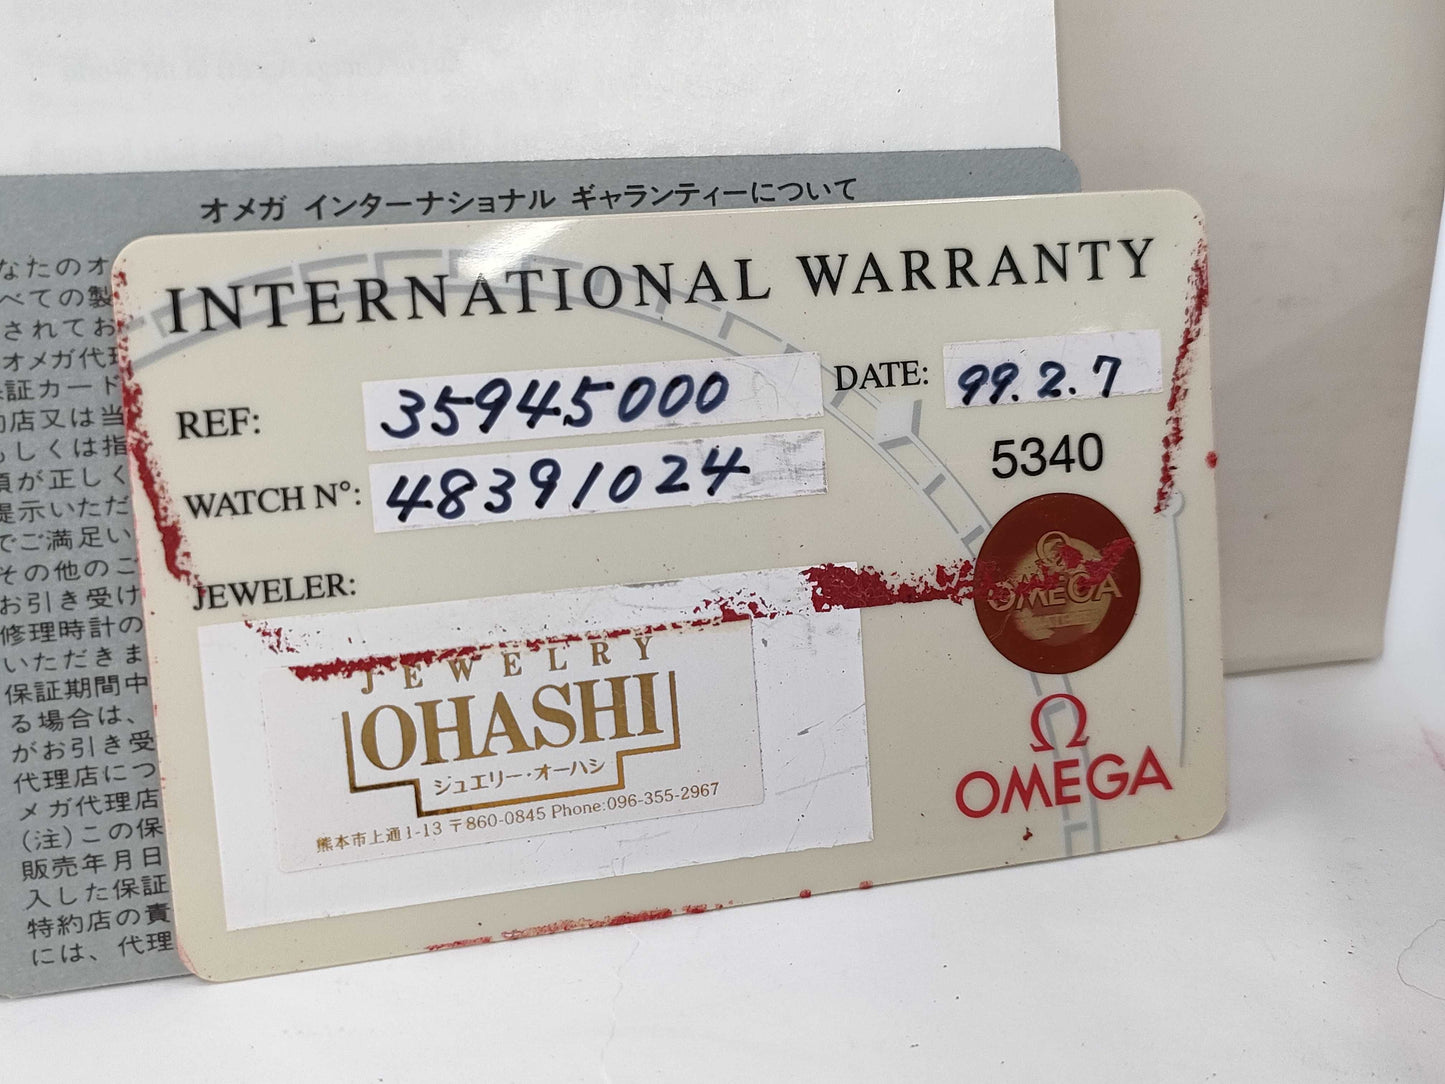 オメガ インターナショナル ギャランティーについて
なたのオ
べての製
されてお
オメガ代理
証カード
店又は当
もしくは指
頃が正しく
提示いただ
でご満足い
その他のご
お引き受け
修理時計の
いただきま
保証期間中
る場合は、
がお引き受
代理店につ
メガ代理店
(注)この保
販売年月日
入した保証
特約店の責
には、代理
INTERNATIONAL WARRANTY
REF: 35945000
DATE: 99.2.7
WATCH N°: 48391024
5340
JEWELER:
JEWELRY
OHASHI
ジュエリー・オーハシ
熊本市上通1-13 〒860-0845 Phone:096-355-2967
OMEGA
Ω
OMEGA